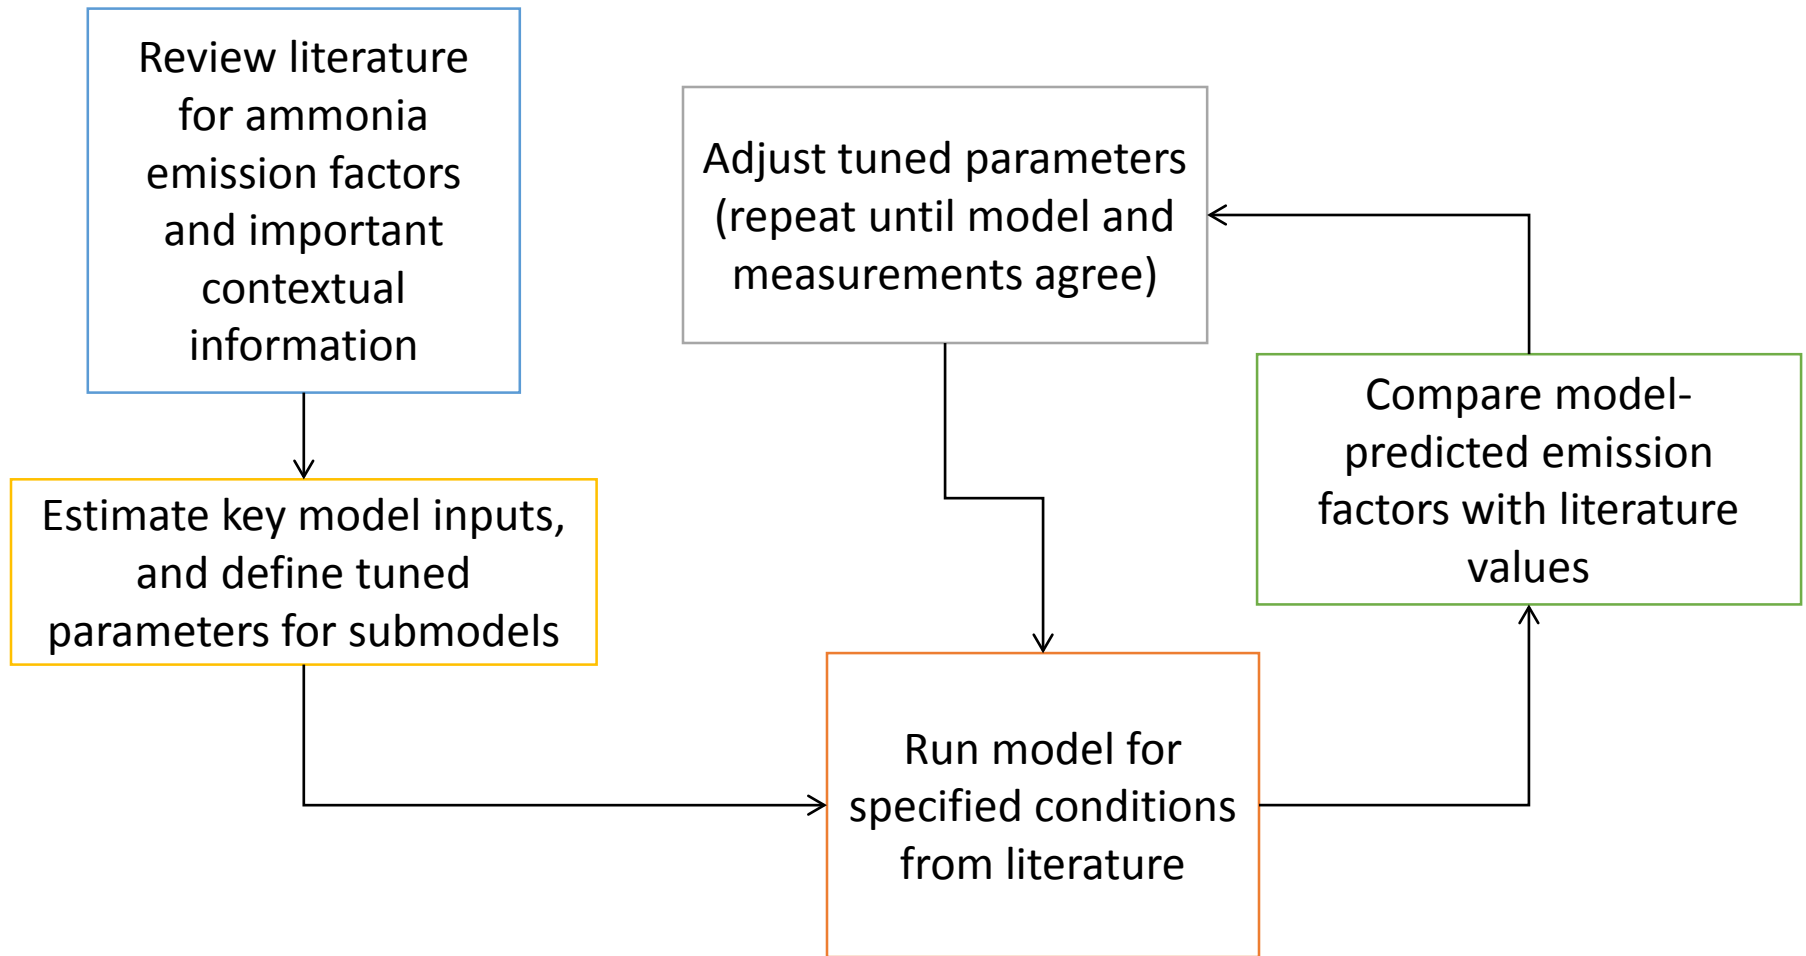 Review literature
for ammonia
emission factors
and important
contextual
information
Estimate key model inputs,
and define tuned
parameters for submodels
Adjust tuned parameters
(repeat until model and
measurements agree)
Compare model-
predicted emission
factors with literature
values
Run model for
specified conditions
from literature